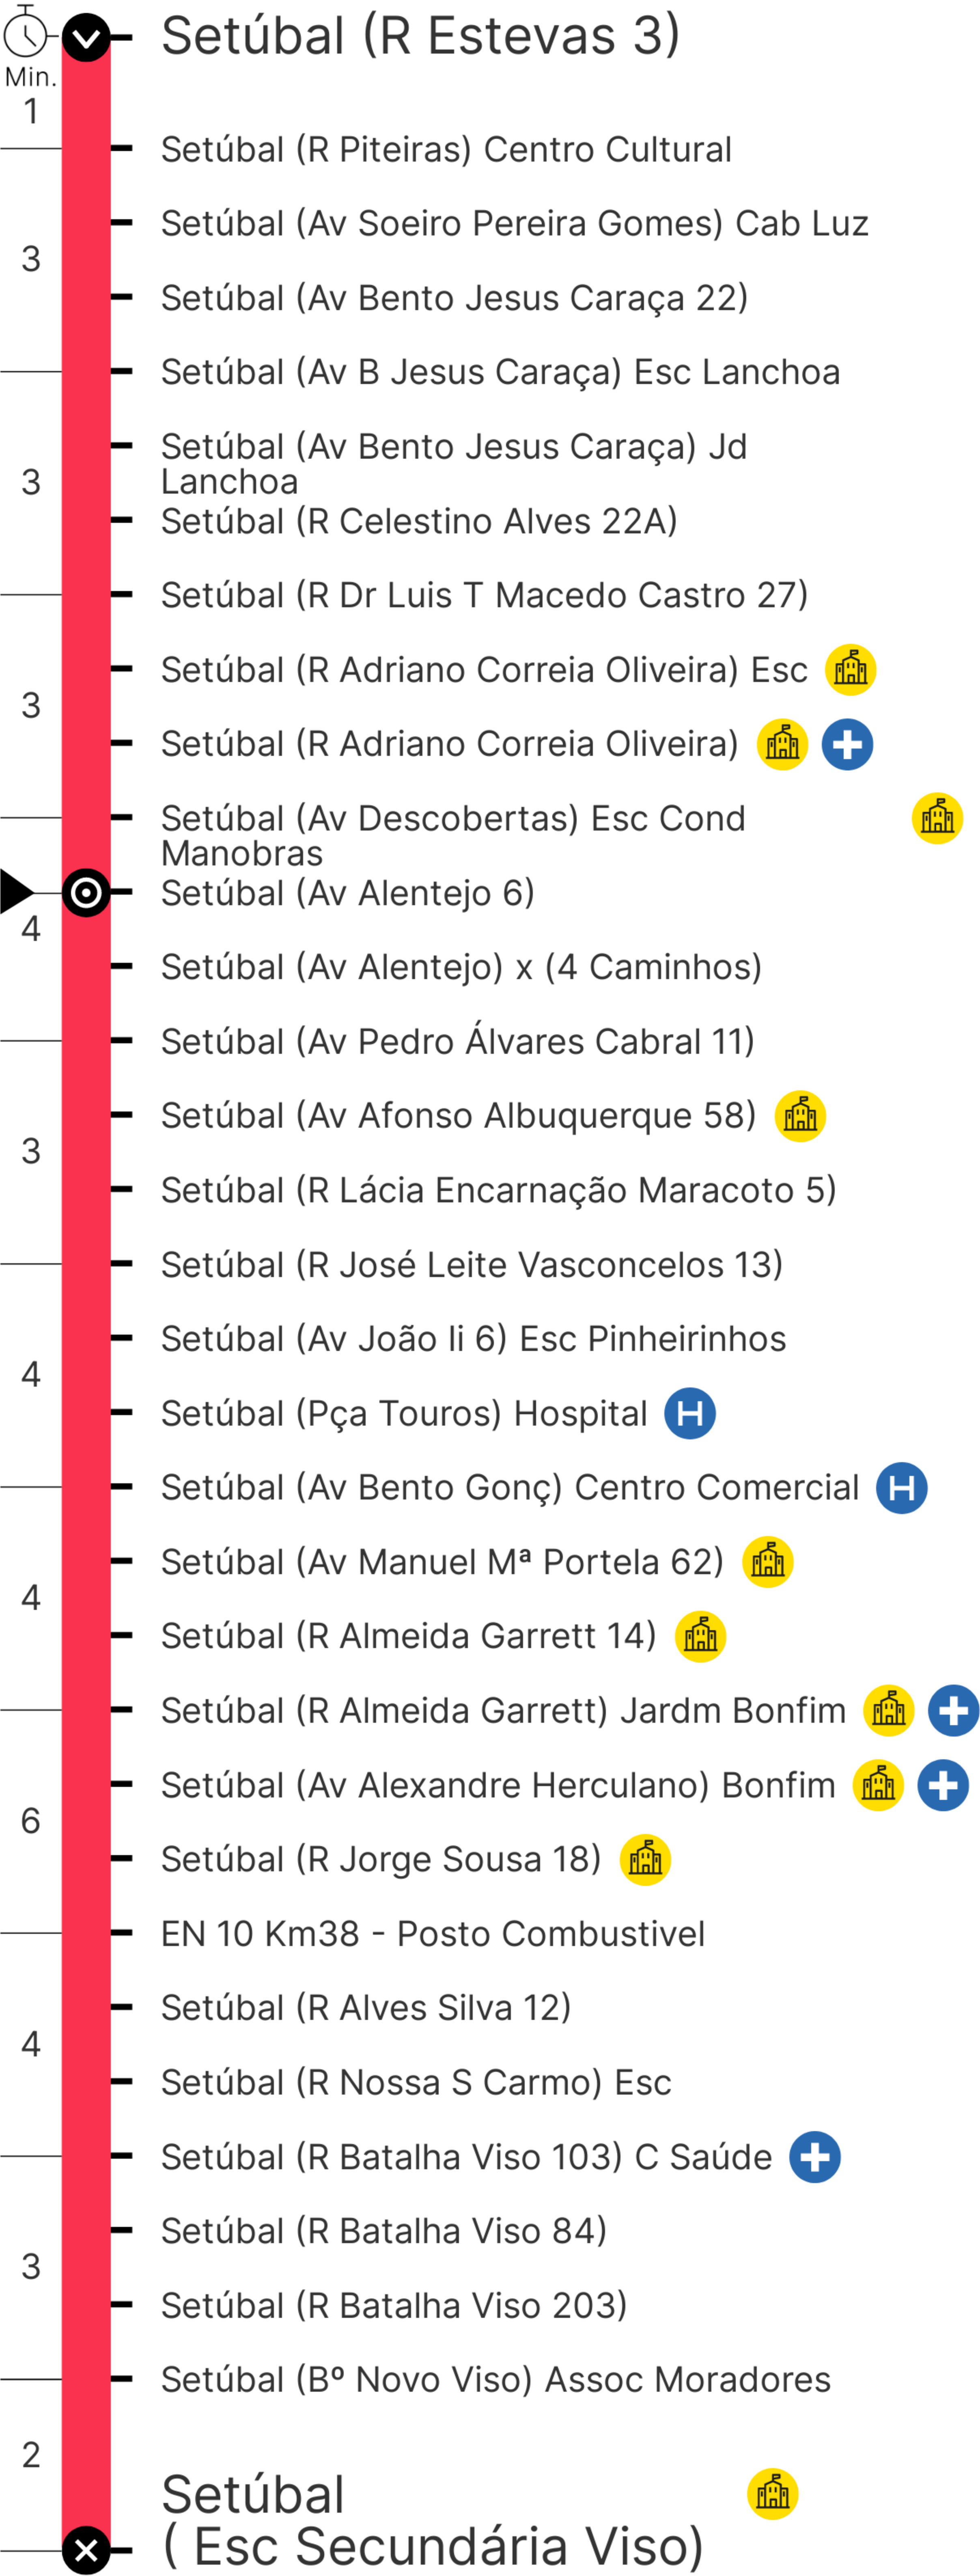 Setúbal (R Estevas 3)
Min.
1
Setúbal (R Piteiras) Centro Cultural
Setúbal (Av Soeiro Pereira Gomes) Cab Luz
3
Setúbal (Av Bento Jesus Caraça 22)
Setúbal (Av B Jesus Caraça) Esc Lanchoa
Setúbal (Av Bento Jesus Caraça) Jd
Lanchoa
3
Setúbal (R Celestino Alves 22A)
Setúbal (R Dr Luis T Macedo Castro 27)
Setúbal (R Adriano Correia Oliveira) Esc
3
Setúbal (R Adriano Correia Oliveira)
Setúbal (Av Descobertas) Esc Cond
Manobras
Setúbal (Av Alentejo 6)
4
Setúbal (Av Alentejo) x (4 Caminhos)
Setúbal (Av Pedro Álvares Cabral 11)
Setúbal (Av Afonso Albuquerque 58)
3
Setúbal (R Lácia Encarnação Maracoto 5)
Setúbal (R José Leite Vasconcelos 13)
Setúbal (Av João Ii 6) Esc Pinheirinhos
4
Setúbal (Pça Touros) Hospital H
Setúbal (Av Bento Gonç) Centro Comercial H
Setúbal (Av Manuel Mª Portela 62)
4
Setúbal (R Almeida Garrett 14)
Setúbal (R Almeida Garrett) Jardm Bonfim
Setúbal (Av Alexandre Herculano) Bonfim
6
Setúbal (R Jorge Sousa 18)
EN 10 Km38 - Posto Combustivel
Setúbal (R Alves Silva 12)
4
Setúbal (R Nossa S Carmo) Esc
Setúbal (R Batalha Viso 103) C Saúde
Setúbal (R Batalha Viso 84)
3
Setúbal (R Batalha Viso 203)
Setúbal (Bº Novo Viso) Assoc Moradores
2
Setúbal
( Esc Secundária Viso)